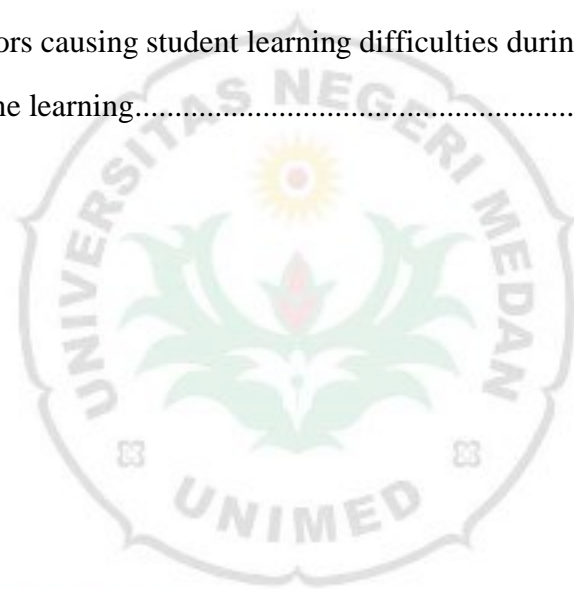 ors causing student learning difficulties durin
ne learning.......................................................
UNIVERSITAS NEGERI MEDAN
UNIMED